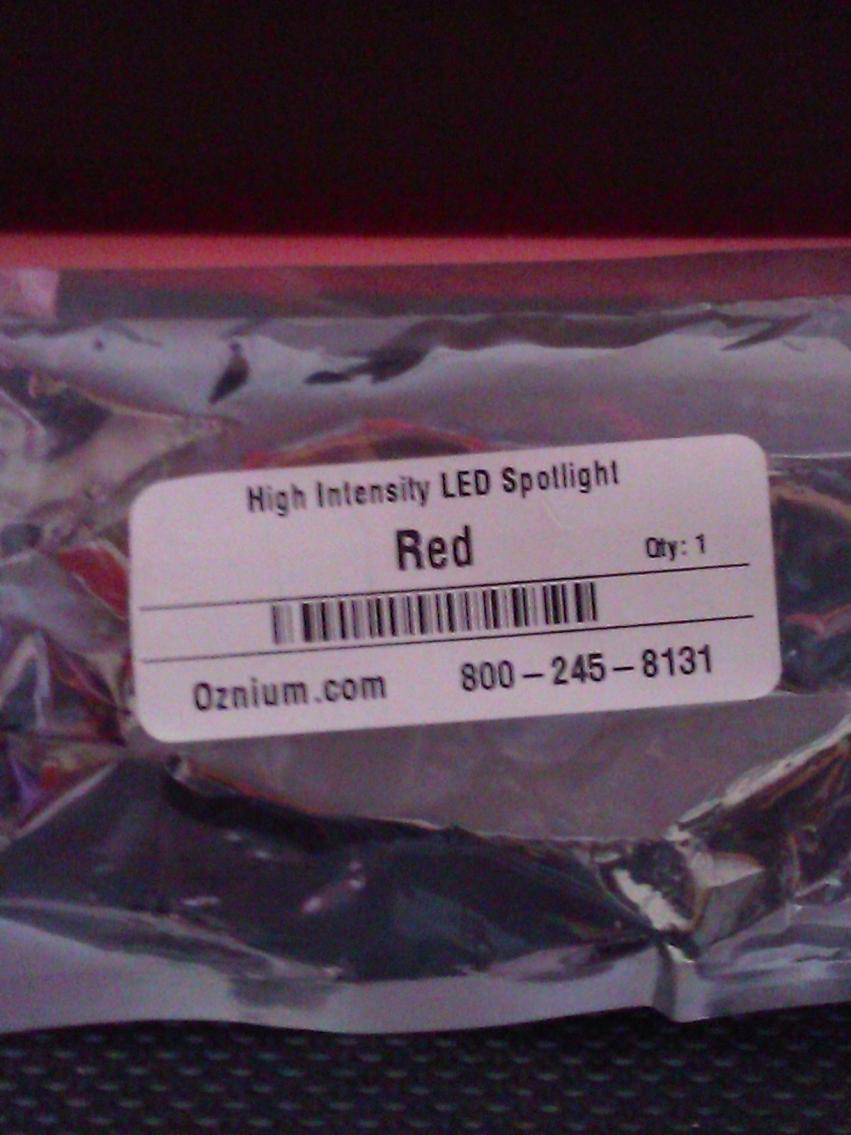 High Intensity LED Spotlight
Red
Qty: 1
Oznium.com 800-245-8131